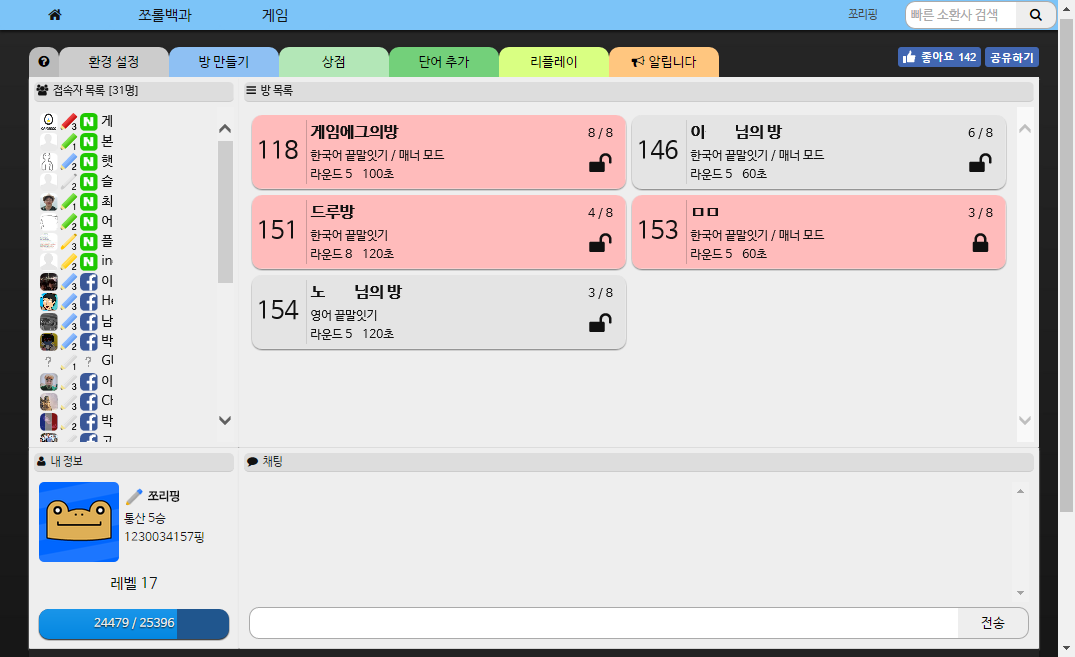 쪼롤백과 게임 쪼리핑 빠른 소환사 검색
환경 설정 방 만들기 상점 단어 추가 리플레이 알립니다 좋아요 142 공유하기
접속자 목록 [31명]
3 N 게
1 N 본
2 N 햇
2 N 슬
1 N 최
2 N 어
3 N 플
2 N in
3 f 이
3 f He
3 f 남
2 f 박
? 1 ? GU
3 f 이
3 f Ch
2 f 박
f 고
방 목록
118 게임에그의방 8 / 8
한국어 끝말잇기 / 매너 모드
라운드 5 100초
146 이 님의 방 6 / 8
한국어 끝말잇기 / 매너 모드
라운드 5 60초
151 드루방 4 / 8
한국어 끝말잇기
라운드 8 120초
153 ㅁㅁ 3 / 8
한국어 끝말잇기 / 매너 모드
라운드 5 60초
154 노 님의 방 3 / 8
영어 끝말잇기
라운드 5 120초
내 정보
쪼리핑
통산 5승
1230034157핑
레벨 17
24479 / 25396
채팅
전송